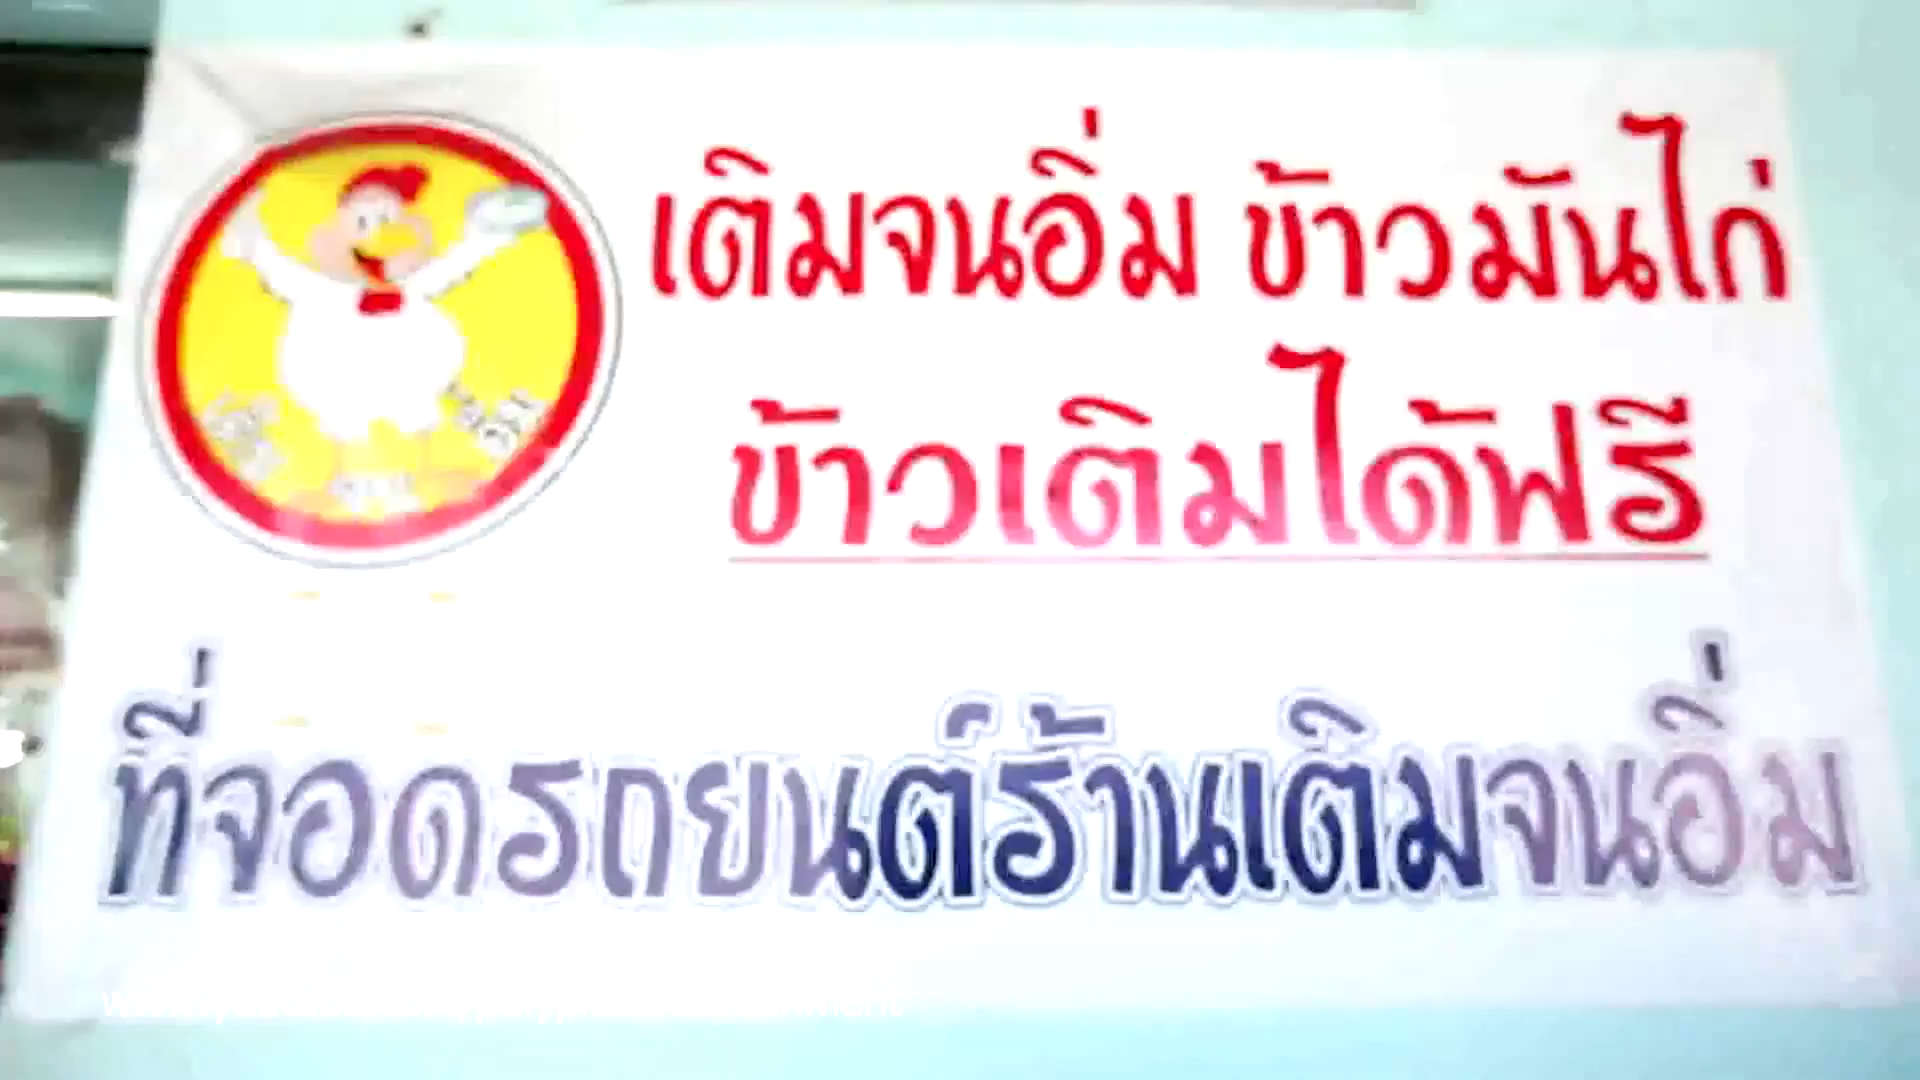 เติมจนอิ่ม ข้าวมันไก่
ข้าวเติมได้ฟรี
ที่จอดรถยนต์ร้านเติมจนอิ่ม